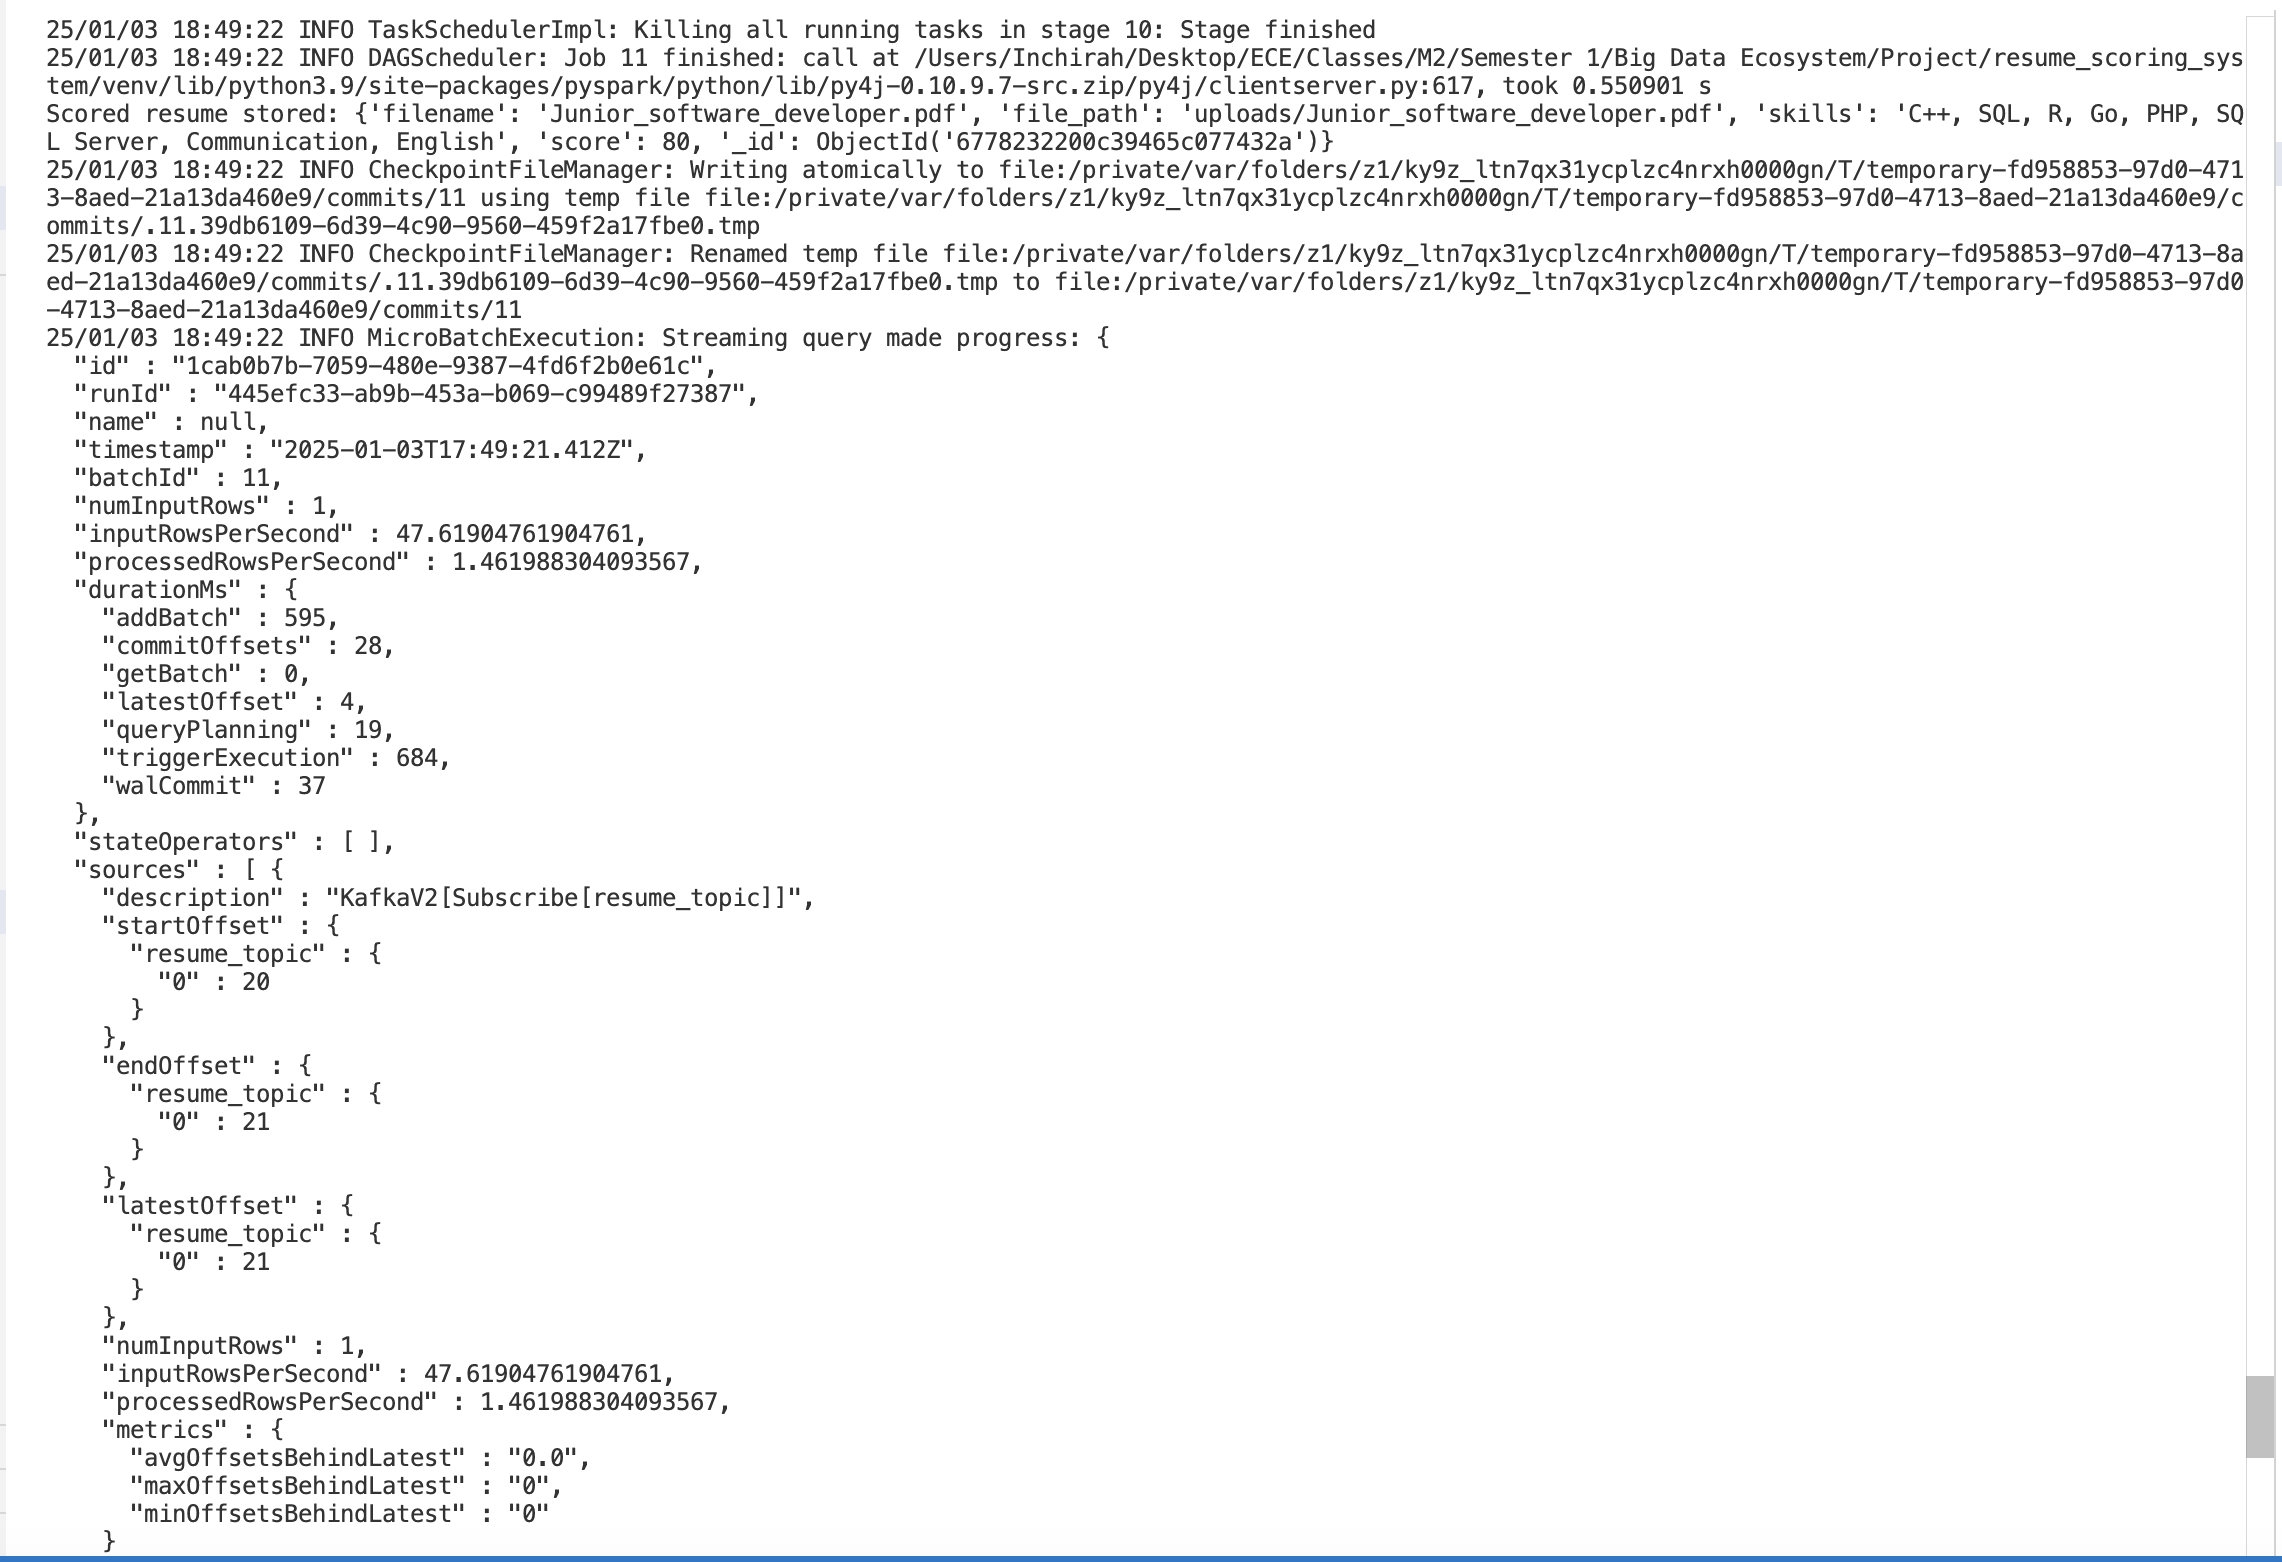 25/01/03 18:49:22 INFO TaskSchedulerImpl: Killing all running tasks in stage 10: Stage finished
25/01/03 18:49:22 INFO DAGScheduler: Job 11 finished: call at /Users/Inchirah/Desktop/ECE/Classes/M2/Semester 1/Big Data Ecosystem/Project/resume_scoring_sys
tem/venv/lib/python3.9/site-packages/pyspark/python/lib/py4j-0.10.9.7-src.zip/py4j/clientserver.py:617, took 0.550901 s
Scored resume stored: {'filename': 'Junior_software_developer.pdf', 'file_path': 'uploads/Junior_software_developer.pdf', 'skills': 'C++, SQL, R, Go, PHP, SQ
L Server, Communication, English', 'score': 80, '_id': ObjectId('6778232200c39465c077432a')}
25/01/03 18:49:22 INFO CheckpointFileManager: Writing atomically to file:/private/var/folders/z1/ky9z_ltn7qx31ycplzc4nrxh0000gn/T/temporary-fd958853-97d0-471
3-8aed-21a13da460e9/commits/11 using temp file file:/private/var/folders/z1/ky9z_ltn7qx31ycplzc4nrxh0000gn/T/temporary-fd958853-97d0-4713-8aed-21a13da460e9/c
ommits/.11.39db6109-6d39-4c90-9560-459f2a17fbe0.tmp
25/01/03 18:49:22 INFO CheckpointFileManager: Renamed temp file file:/private/var/folders/z1/ky9z_ltn7qx31ycplzc4nrxh0000gn/T/temporary-fd958853-97d0-4713-8a
ed-21a13da460e9/commits/.11.39db6109-6d39-4c90-9560-459f2a17fbe0.tmp to file:/private/var/folders/z1/ky9z_ltn7qx31ycplzc4nrxh0000gn/T/temporary-fd958853-97d0
-4713-8aed-21a13da460e9/commits/11
25/01/03 18:49:22 INFO MicroBatchExecution: Streaming query made progress: {
  "id" : "1cab0b7b-7059-480e-9387-4fd6f2b0e61c",
  "runId" : "445efc33-ab9b-453a-b069-c99489f27387",
  "name" : null,
  "timestamp" : "2025-01-03T17:49:21.412Z",
  "batchId" : 11,
  "numInputRows" : 1,
  "inputRowsPerSecond" : 47.61904761904761,
  "processedRowsPerSecond" : 1.461988304093567,
  "durationMs" : {
    "addBatch" : 595,
    "commitOffsets" : 28,
    "getBatch" : 0,
    "latestOffset" : 4,
    "queryPlanning" : 19,
    "triggerExecution" : 684,
    "walCommit" : 37
  },
  "stateOperators" : [ ],
  "sources" : [ {
    "description" : "KafkaV2[Subscribe[resume_topic]]",
    "startOffset" : {
      "resume_topic" : {
        "0" : 20
      }
    },
    "endOffset" : {
      "resume_topic" : {
        "0" : 21
      }
    },
    "latestOffset" : {
      "resume_topic" : {
        "0" : 21
      }
    },
    "numInputRows" : 1,
    "inputRowsPerSecond" : 47.61904761904761,
    "processedRowsPerSecond" : 1.461988304093567,
    "metrics" : {
      "avgOffsetsBehindLatest" : "0.0",
      "maxOffsetsBehindLatest" : "0",
      "minOffsetsBehindLatest" : "0"
    }